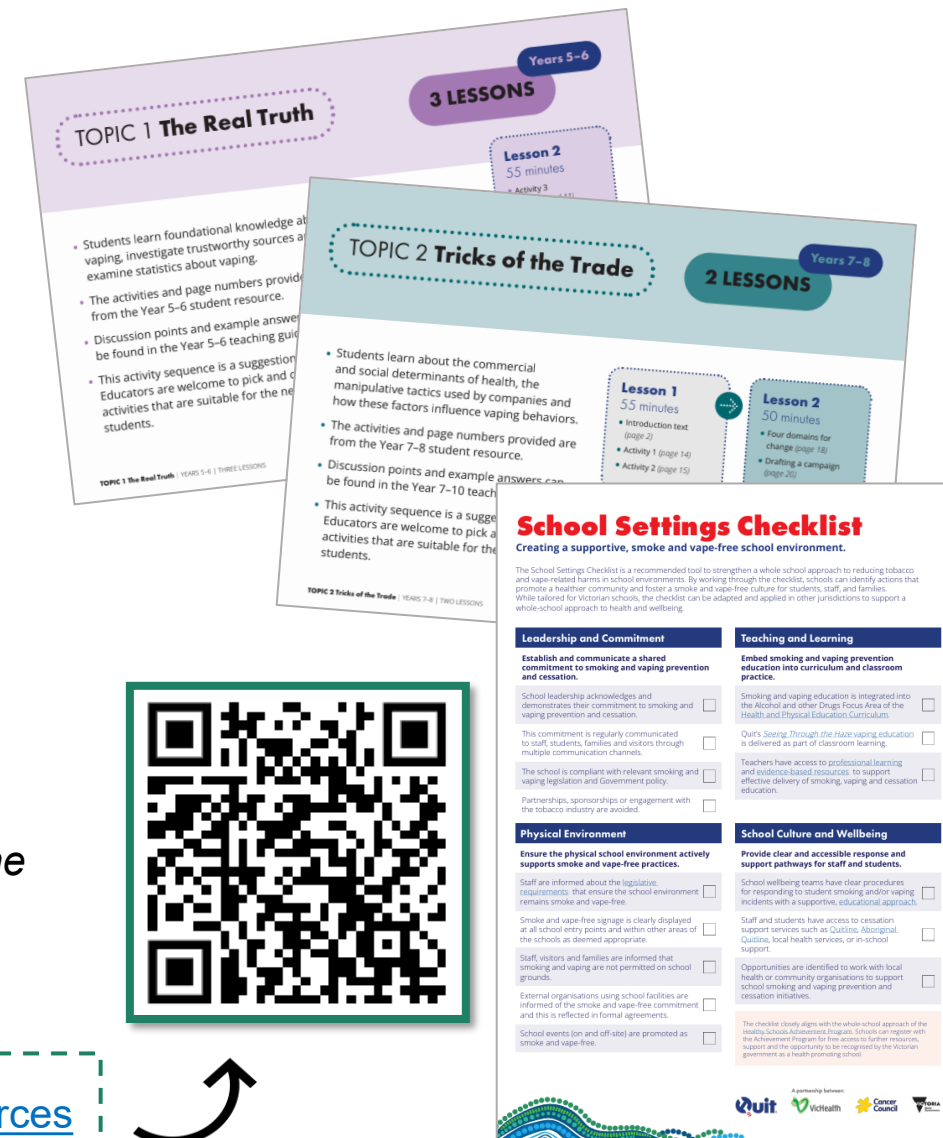 Years 5–6
3 LESSONS
TOPIC 1 The Real Truth
Lesson 2
55 minutes
• Activity 3
• Students learn foundational knowledge
vaping, investigate trustworthy sources
examine statistics about vaping.
• The activities and page numbers
from the Year 5–6 student resource.
• Discussion points and example
be found in the Year 5–6 teaching
• This activity sequence is a suggestion
Educators are welcome to pick and
activities that are suitable for the
students.
TOPIC 1 The Real Truth | YEARS 5–6 | THREE LESSONS
Years 7–8
2 LESSONS
TOPIC 2 Tricks of the Trade
• Students learn about the commercial
and social determinants of health, the
manipulative tactics used by companies and
how these factors influence vaping behaviors.
• The activities and page numbers provided are
from the Year 7–8 student resource.
• Discussion points and example answers can
be found in the Year 7–10
• This activity sequence is a
Educators are welcome to pick
activities that are suitable for the
students.
Lesson 1
55 minutes
• Introduction text
(page 2)
• Activity 1 (page 14)
• Activity 2 (page 15)
Lesson 2
50 minutes
• Four domains for
change (page 18)
• Drafting a campaign
(page 20)
TOPIC 2 Tricks of the Trade | YEARS 7–8 | TWO LESSONS
School Settings Checklist
Creating a supportive, smoke and vape-free school environment.
The School Settings Checklist is a recommended tool to strengthen a whole school approach to reducing tobacco
and vape-related harms in school environments. By working through the checklist, schools can identify actions that
promote a healthier community and foster a smoke and vape-free culture for students, staff, and families.
While tailored for Victorian schools, the checklist can be adapted and applied in other jurisdictions to support a
whole-school approach to health and wellbeing.
Leadership and Commitment
Establish and communicate a shared
commitment to smoking and vaping prevention
and cessation.
School leadership acknowledges and
demonstrates their commitment to smoking and
vaping prevention and cessation.
This commitment is regularly communicated
to staff, students, families and visitors through
multiple communication channels.
The school is compliant with relevant smoking and
vaping legislation and Government policy.
Partnerships, sponsorships or engagement with
the tobacco industry are avoided.
Teaching and Learning
Embed smoking and vaping prevention
education into curriculum and classroom
practice.
Smoking and vaping education is integrated into
the Alcohol and other Drugs Focus Area of the
Health and Physical Education Curriculum.
Quit's Seeing Through the Haze vaping education
is delivered as part of classroom learning.
Teachers have access to professional learning
and evidence-based resources to support
effective delivery of smoking, vaping and cessation
education.
Physical Environment
Ensure the physical school environment actively
supports smoke and vape-free practices.
Staff are informed about the legislative
requirements that ensure the school environment
remains smoke and vape-free.
Smoke and vape-free signage is clearly displayed
at all school entry points and within other areas of
the schools as deemed appropriate.
Staff, visitors and families are informed that
smoking and vaping are not permitted on school
grounds.
External organisations using school facilities are
informed of the smoke and vape-free commitment
and this is reflected in formal agreements.
School events (on and off-site) are promoted as
smoke and vape-free.
School Culture and Wellbeing
Provide clear and accessible response and
support pathways for staff and students.
School wellbeing teams have clear procedures
for responding to student smoking and/or vaping
incidents with a supportive, educational approach.
Staff and students have access to cessation
support services such as Quitline, Aboriginal
Quitline, local health services, or in-school
support.
Opportunities are identified to work with local
health or community organisations to support
school smoking and vaping prevention and
cessation initiatives.
The checklist closely aligns with the whole-school approach of the
Healthy Schools Achievement Program. Schools can register with
the Achievement Program for free access to further resources,
support and the opportunity to be recognised by the Victorian
government as a health promoting school.
A partnership between:
Quit
VicHealth
Cancer
Council
VICTORIA